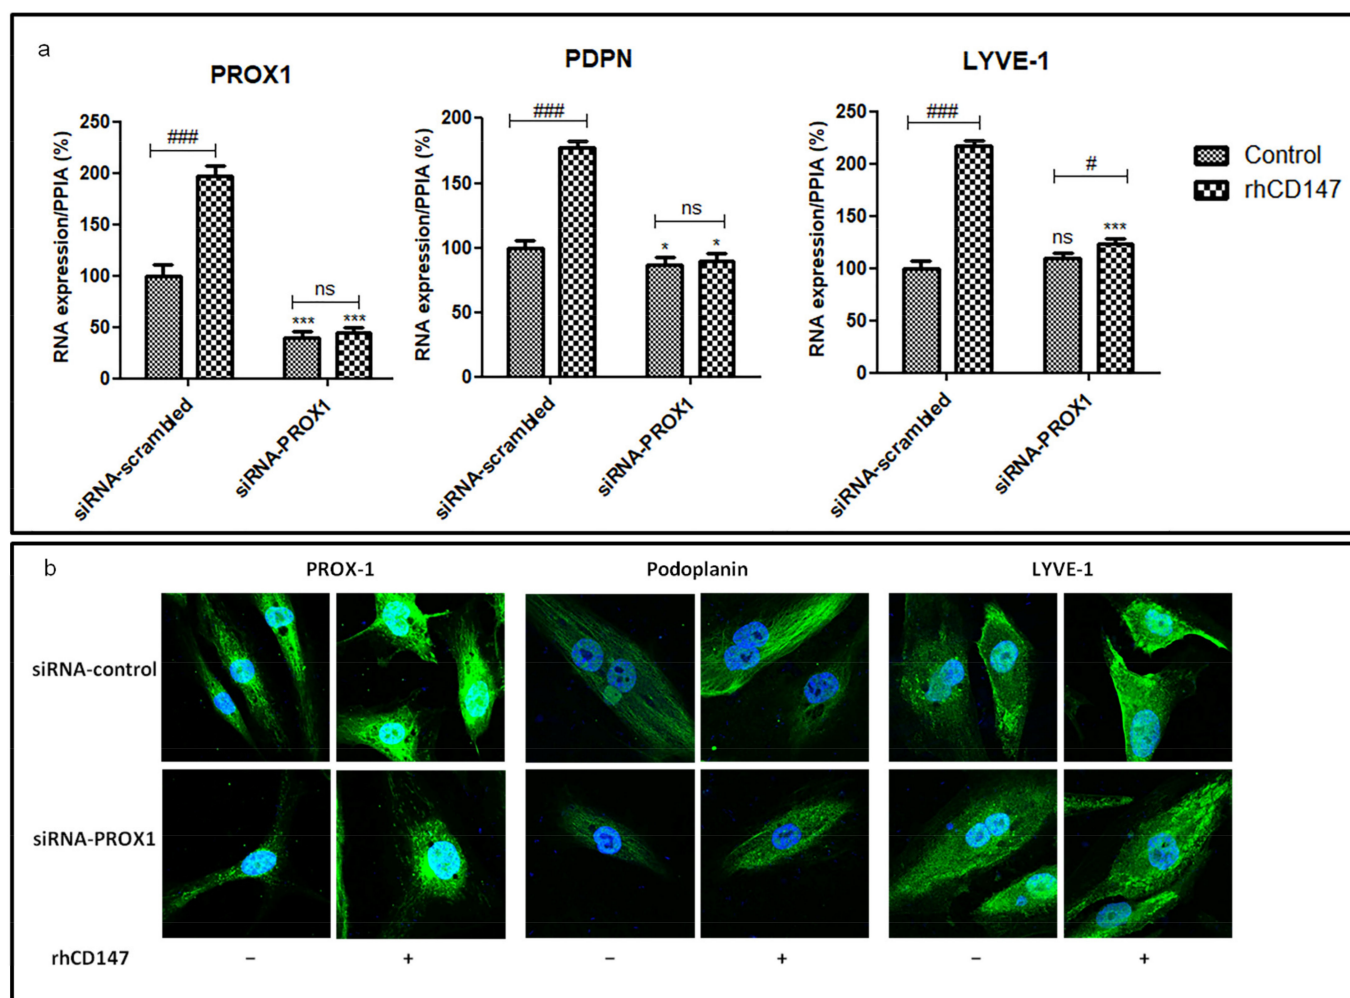 a
PROX1
PDPN
LYVE-1
RNA expression/PPIA (%)
250
200
150
100
50
0
###
ns
***
***
siRNA-scrambled
siRNA-PROX1
RNA expression/PPIA (%)
200
150
100
50
0
###
ns
*
*
siRNA-scrambled
siRNA-PROX1
RNA expression/PPIA (%)
250
200
150
100
50
0
###
#
ns
***
siRNA-scrambled
siRNA-PROX1
Control
rhCD147
b
PROX-1
Podoplanin
LYVE-1
siRNA-control
siRNA-PROX1
rhCD147
− + − + − +